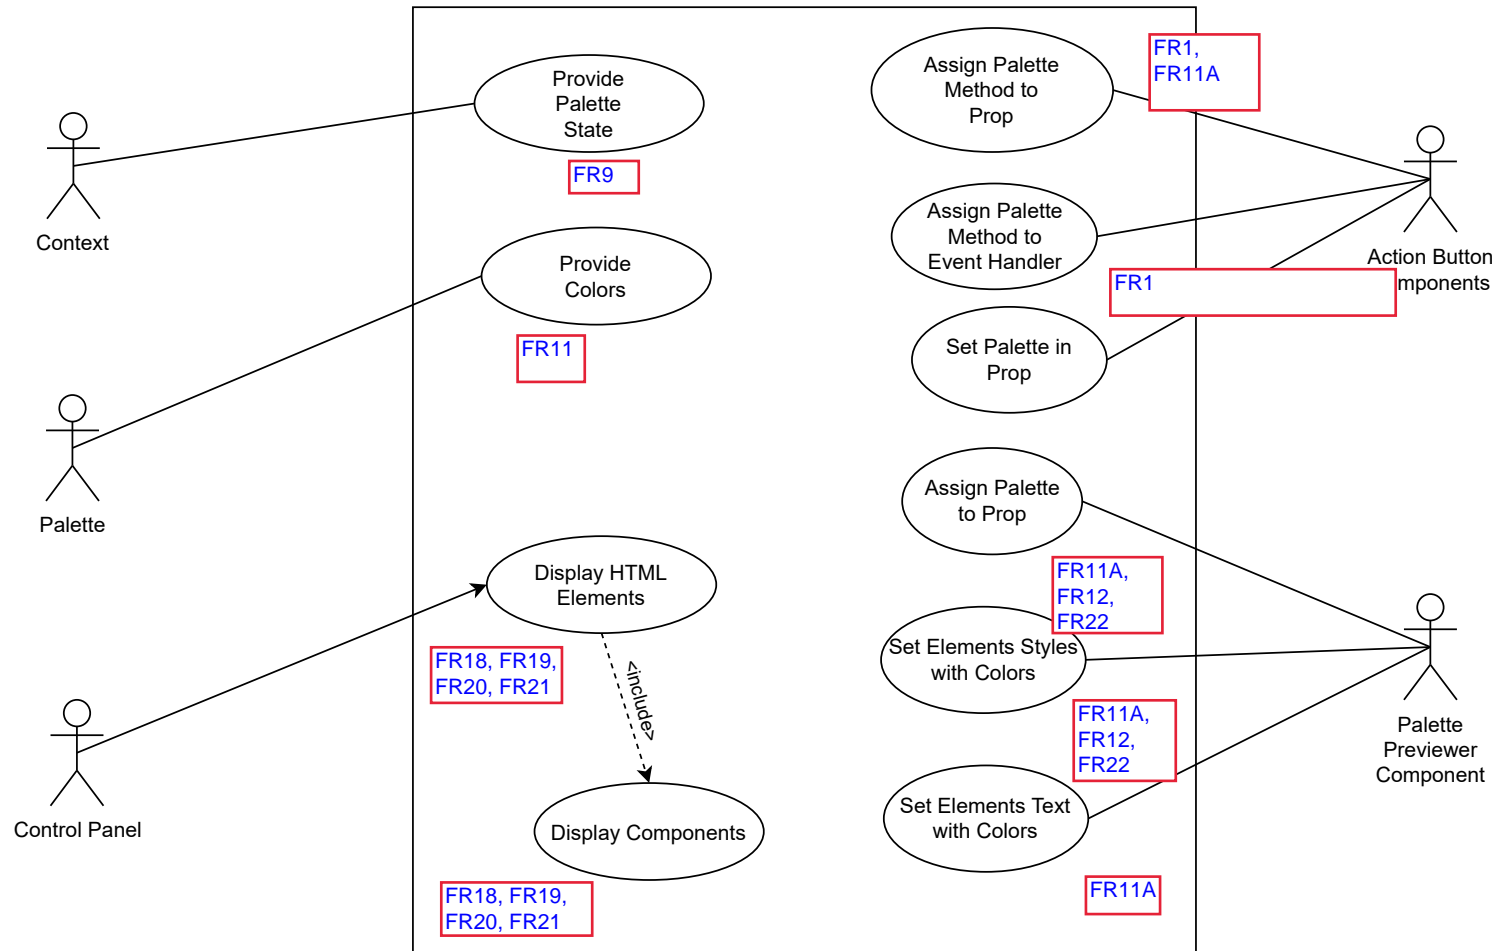 Provide
Palette
State
FR9
Context
Provide
Colors
FR11
Palette
Display HTML
Elements
FR18, FR19,
FR20, FR21
<include>
Control Panel
Display Components
FR18, FR19,
FR20, FR21
Assign Palette
Method to
Prop
FR1,
FR11A
Assign Palette
Method to
Event Handler
Action Button
mponents
FR1
Set Palette in
Prop
Assign Palette
to Prop
FR11A,
FR12,
FR22
Set Elements Styles
with Colors
FR11A,
FR12,
FR22
Palette
Previewer
Component
Set Elements Text
with Colors
FR11A